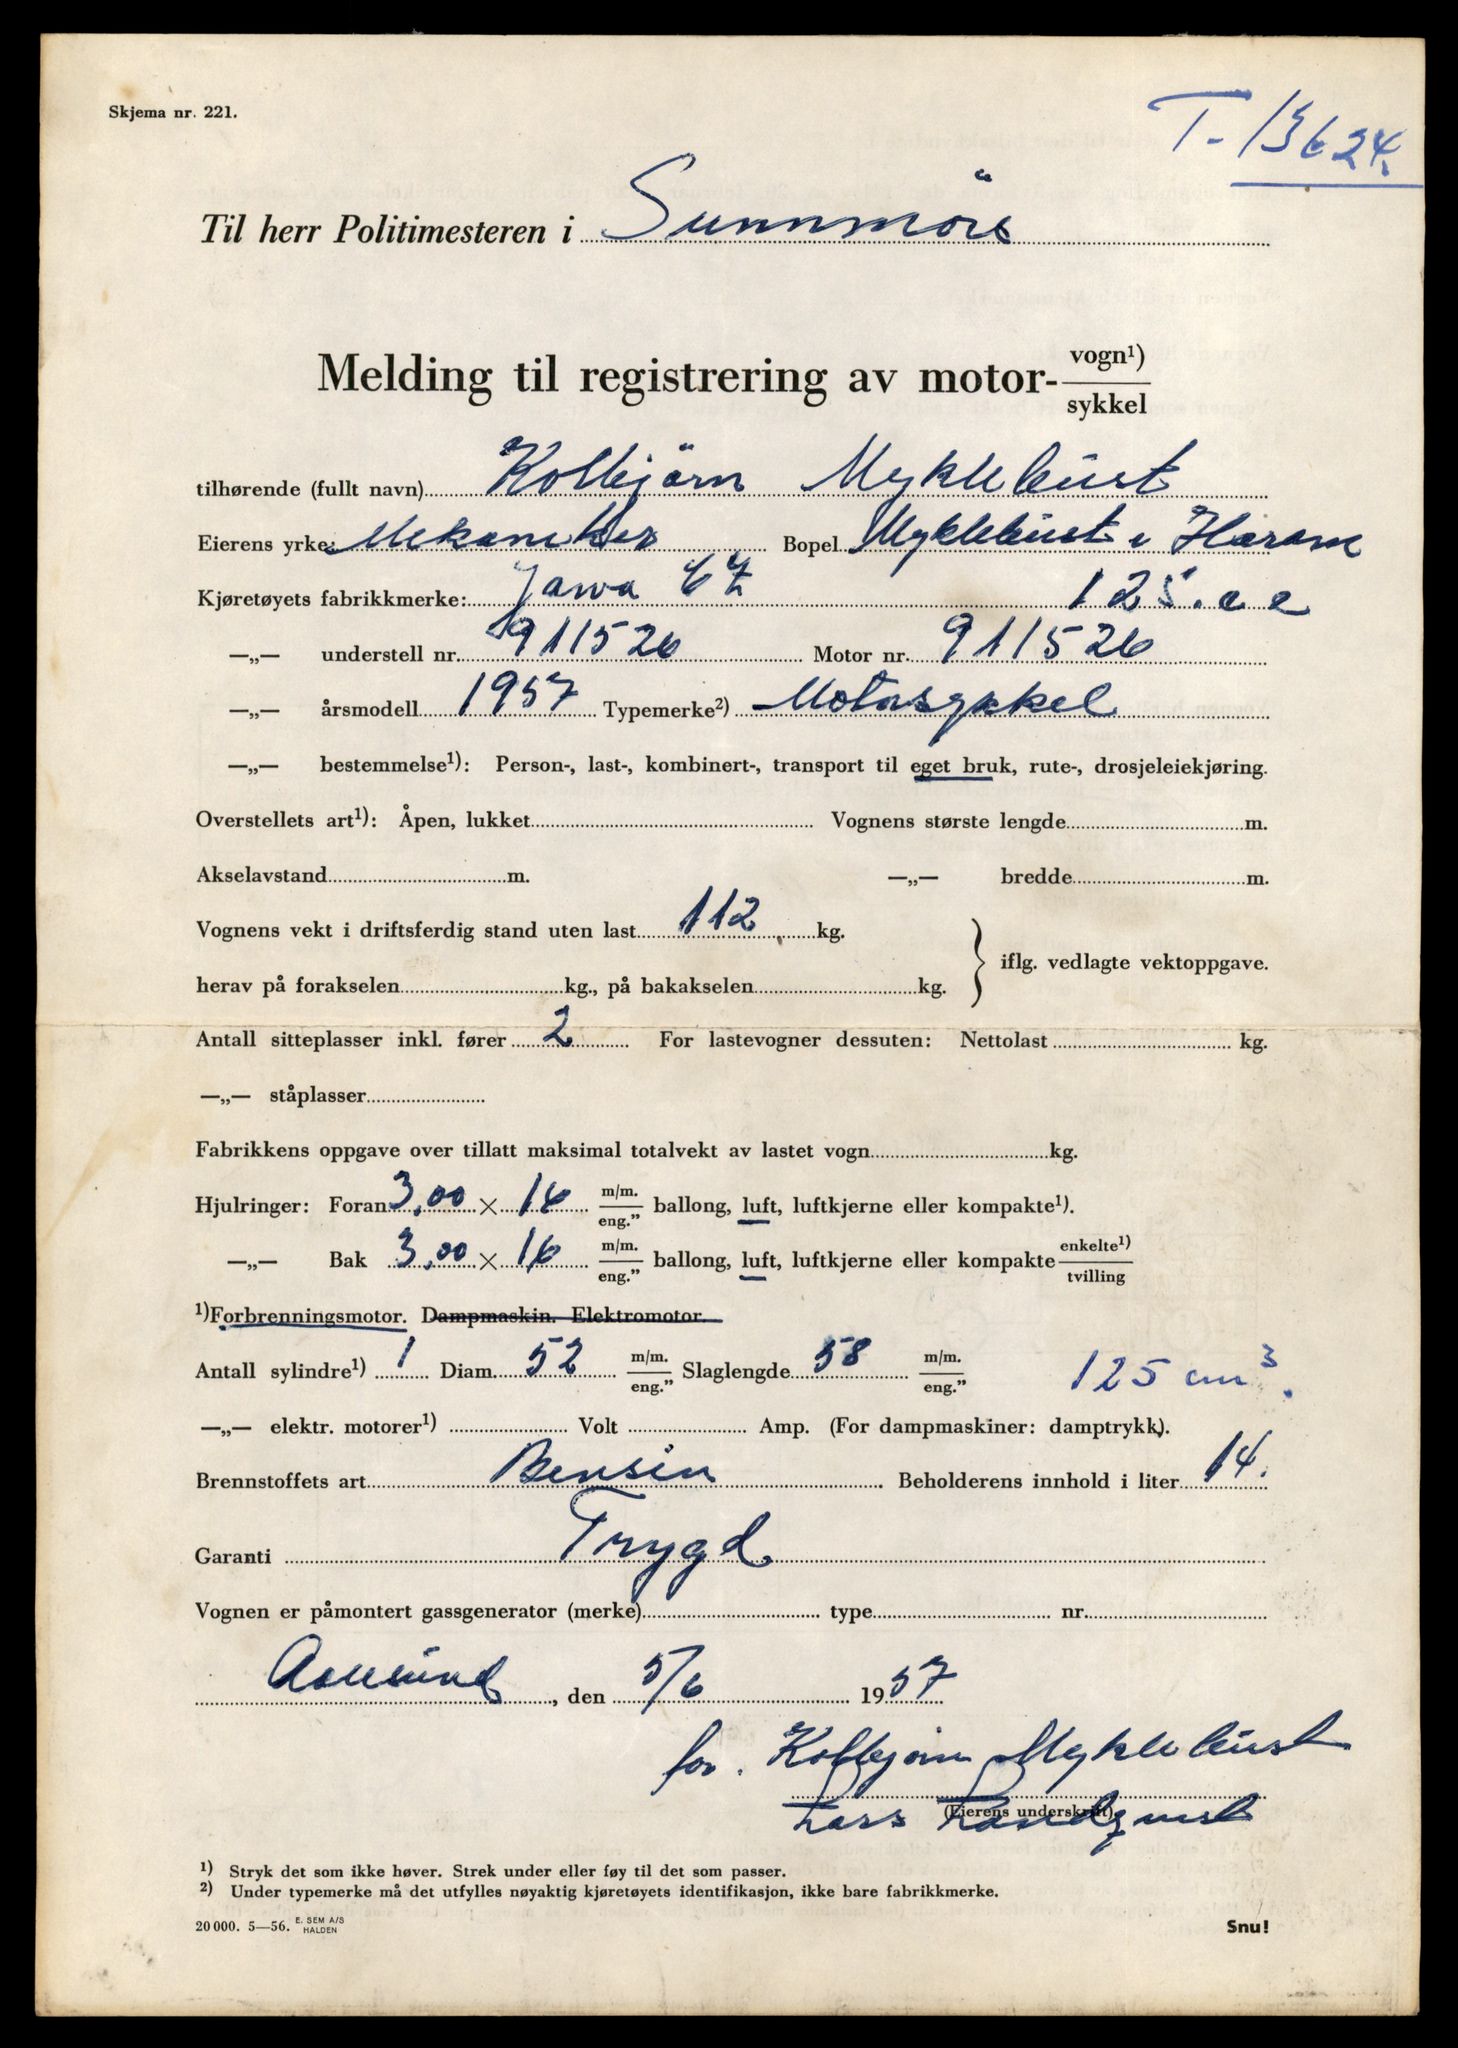 Skjema nr. 221.
T-13624.
Til herr Politimesteren i Sunnmöre
Melding til registrering av motor- vogn¹) / sykkel
tilhørende (fullt navn) Kolbjörn Myklebust
Eierens yrke: Mekaniker Bopel Myklebust i Haram
Kjøretøyets fabrikkmerke: Jawa CZ 125. cc
—„— understell nr. 911526 Motor nr. 911526
—„— årsmodell 1957 Typemerke²) Motorsykkel
—„— bestemmelse¹): Person-, last-, kombinert-, transport til eget bruk, rute-, drosjeleiekjøring.
Overstellets art¹): Åpen, lukket Vognens største lengde m.
Akselavstand m. —„— bredde m.
Vognens vekt i driftsferdig stand uten last 112 kg.
herav på forakselen kg., på bakakselen kg. } iflg. vedlagte vektoppgave.
Antall sitteplasser inkl. fører 2 For lastevogner dessuten: Nettolast kg.
—„— ståplasser
Fabrikkens oppgave over tillatt maksimal totalvekt av lastet vogn kg.
Hjulringer: Foran 3,00 × 16 m/m. / eng.” ballong, luft, luftkjerne eller kompakte¹).
—„— Bak 3,00 × 16 m/m. / eng.” ballong, luft, luftkjerne eller kompakte enkelte¹) / tvilling
¹)Forbrenningsmotor. Dampmaskin. Elektromotor.
Antall sylindre¹) 1 Diam. 52 m/m. / eng.” Slaglengde 58 m/m. / eng.” 125 cm³.
—„— elektr. motorer¹) Volt Amp. (For dampmaskiner: damptrykk).
Brennstoffets art Bensin Beholderens innhold i liter 14.
Garanti Trygd
Vognen er påmontert gassgenerator (merke) type nr.
Aalesund, den 5/6 1957
for. Kolbjörn Myklebust
(Eierens underskrift)
Lars Landqvist
¹) Stryk det som ikke høver. Strek under eller føy til det som passer.
²) Under typemerke må det utfylles nøyaktig kjøretøyets identifikasjon, ikke bare fabrikkmerke.
20 000. 5—56. E. SEM A/S HALDEN Snu!